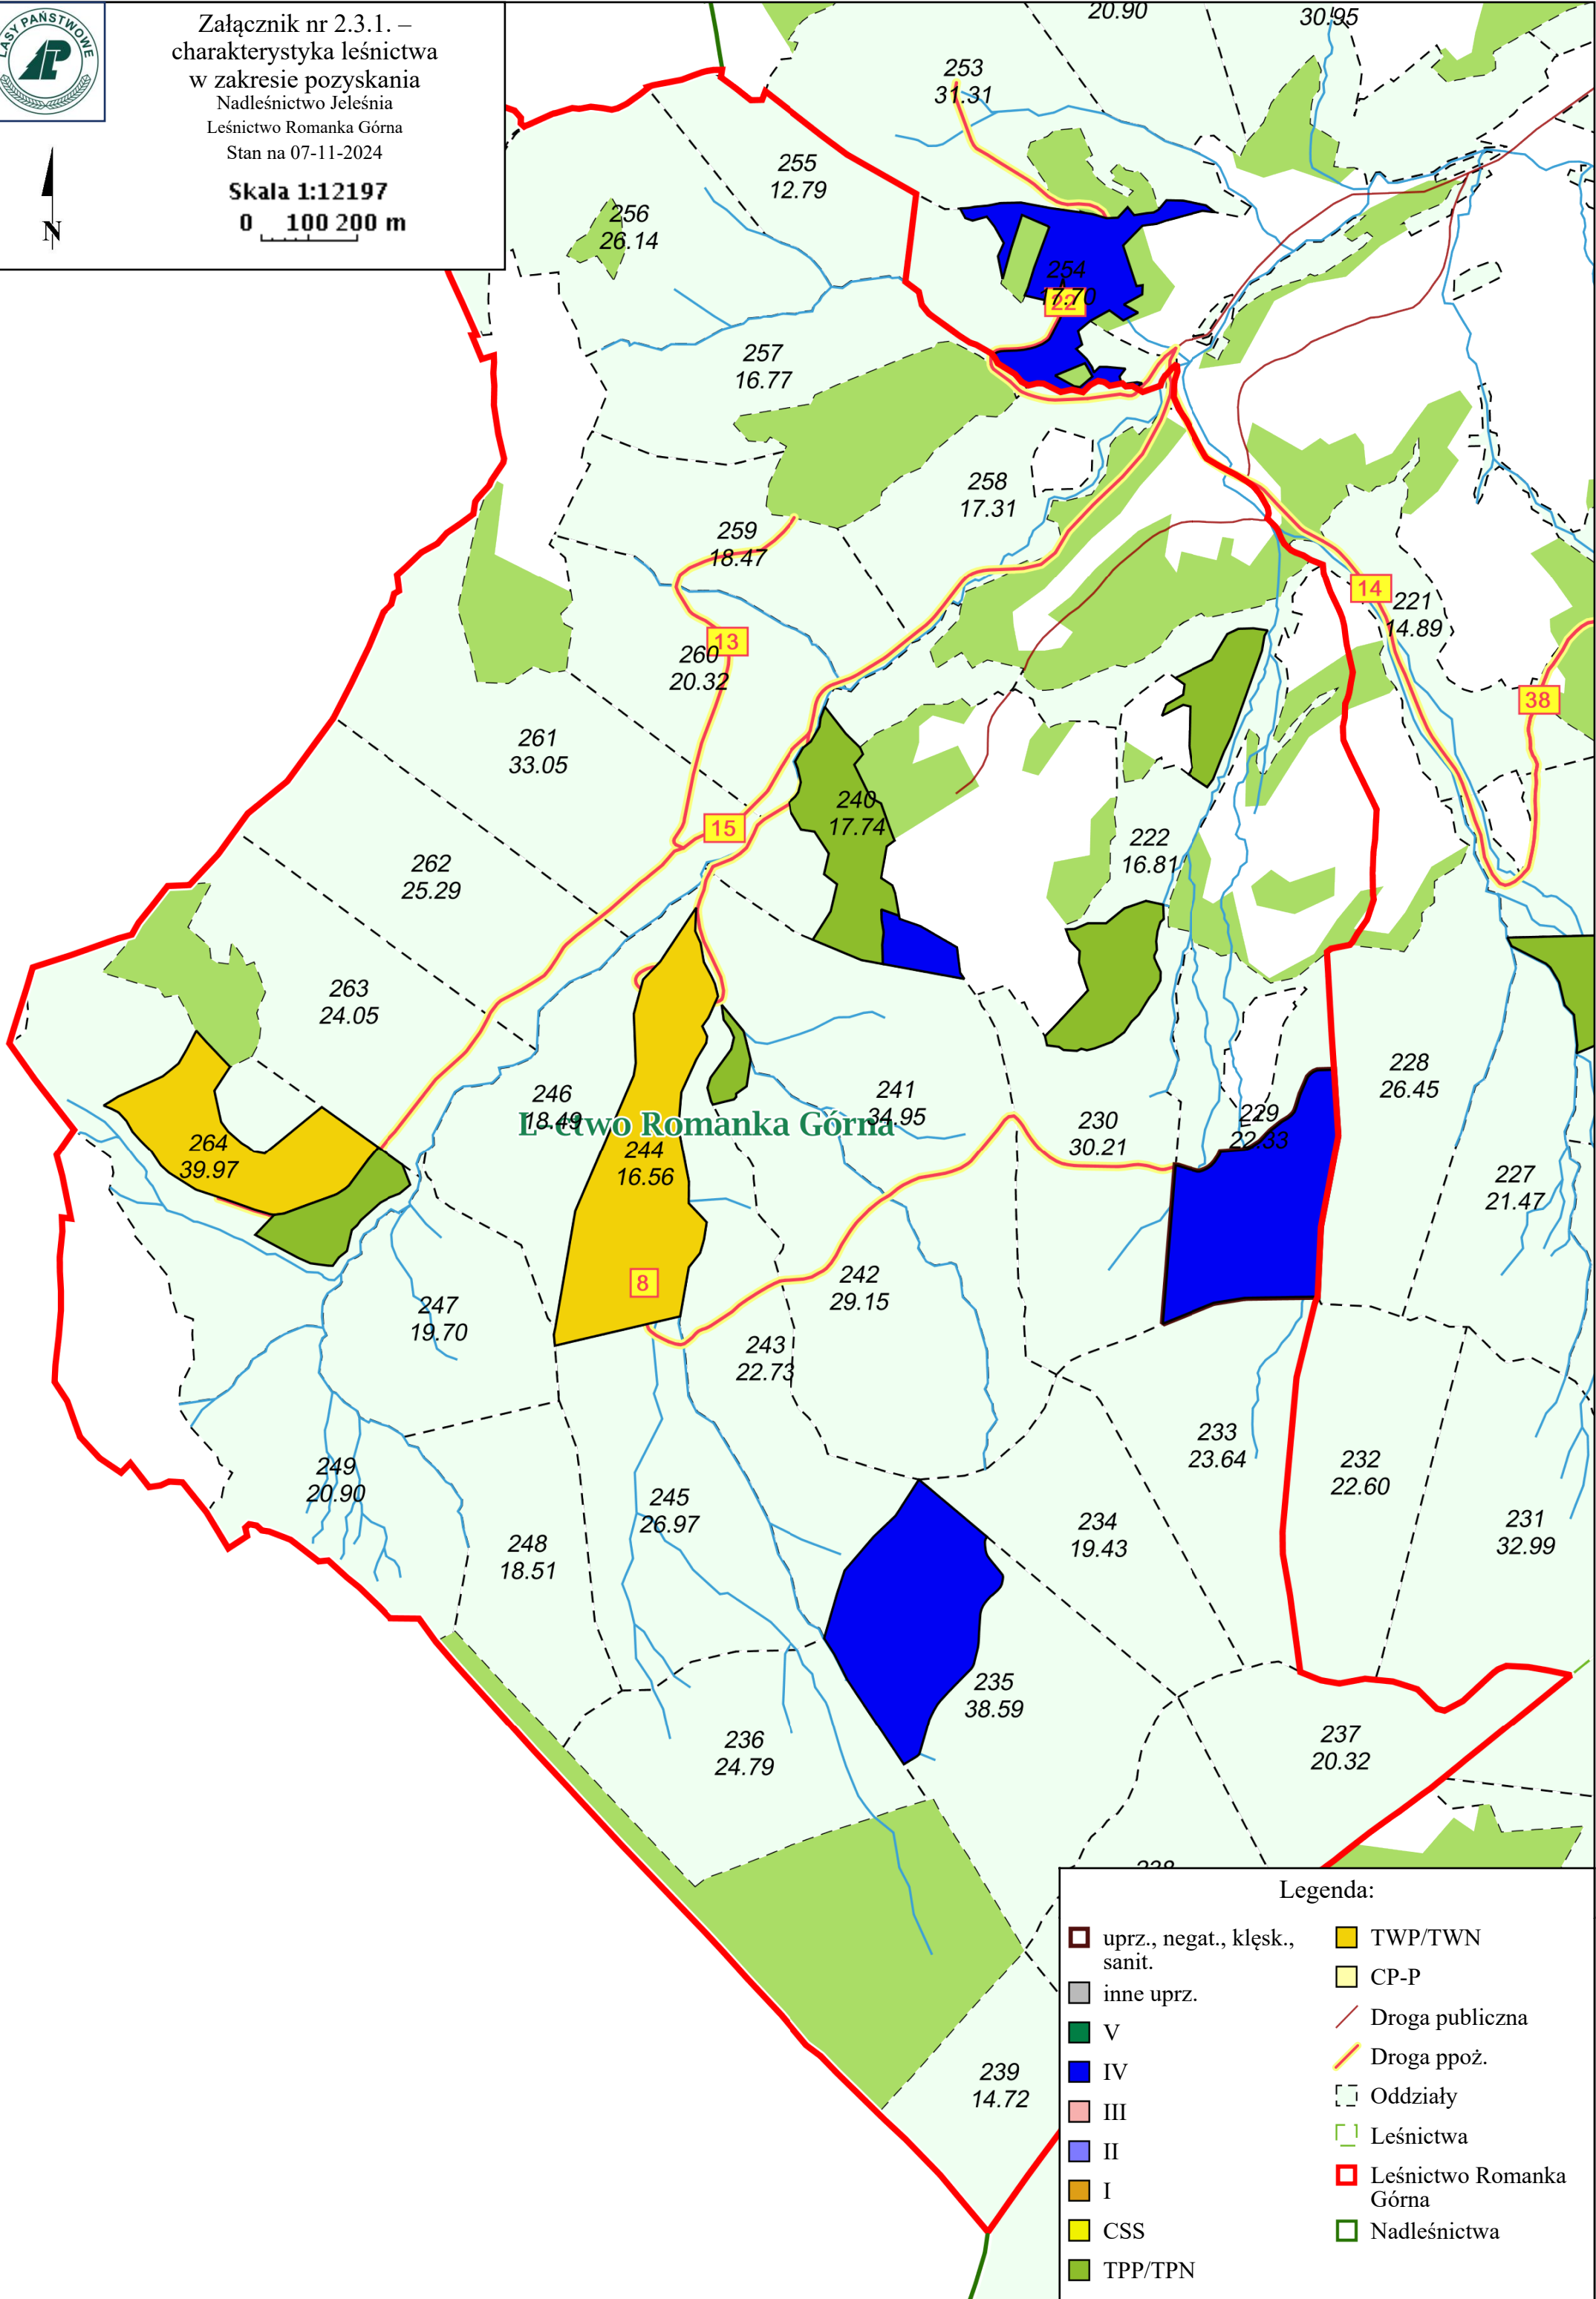 LASY PAŃSTWOWE
Załącznik nr 2.3.1. –
charakterystyka leśnictwa
w zakresie pozyskania
Nadleśnictwo Jeleśnia
Leśnictwo Romanka Górna
Stan na 07-11-2024
Skala 1:12197
0 100 200 m
N
20.90
30.95
253
31.31
255
12.79
256
26.14
254
17.70
22
257
16.77
258
17.31
259
18.47
14
221
14.89
13
260
20.32
38
261
33.05
240
17.74
15
222
16.81
262
25.29
263
24.05
228
26.45
246
18.49
241
34.95
230
30.21
229
22.33
ctwo Romanka Górna
264
39.97
244
16.56
227
21.47
8
242
29.15
247
19.70
243
22.73
233
23.64
232
22.60
249
20.90
245
26.97
234
19.43
231
32.99
248
18.51
235
38.59
236
24.79
237
20.32
239
14.72
Legenda:
uprz., negat., klęsk.,
sanit.
inne uprz.
V
IV
III
II
I
CSS
TPP/TPN
TWP/TWN
CP-P
Droga publiczna
Droga ppoż.
Oddziały
Leśnictwa
Leśnictwo Romanka
Górna
Nadleśnictwa